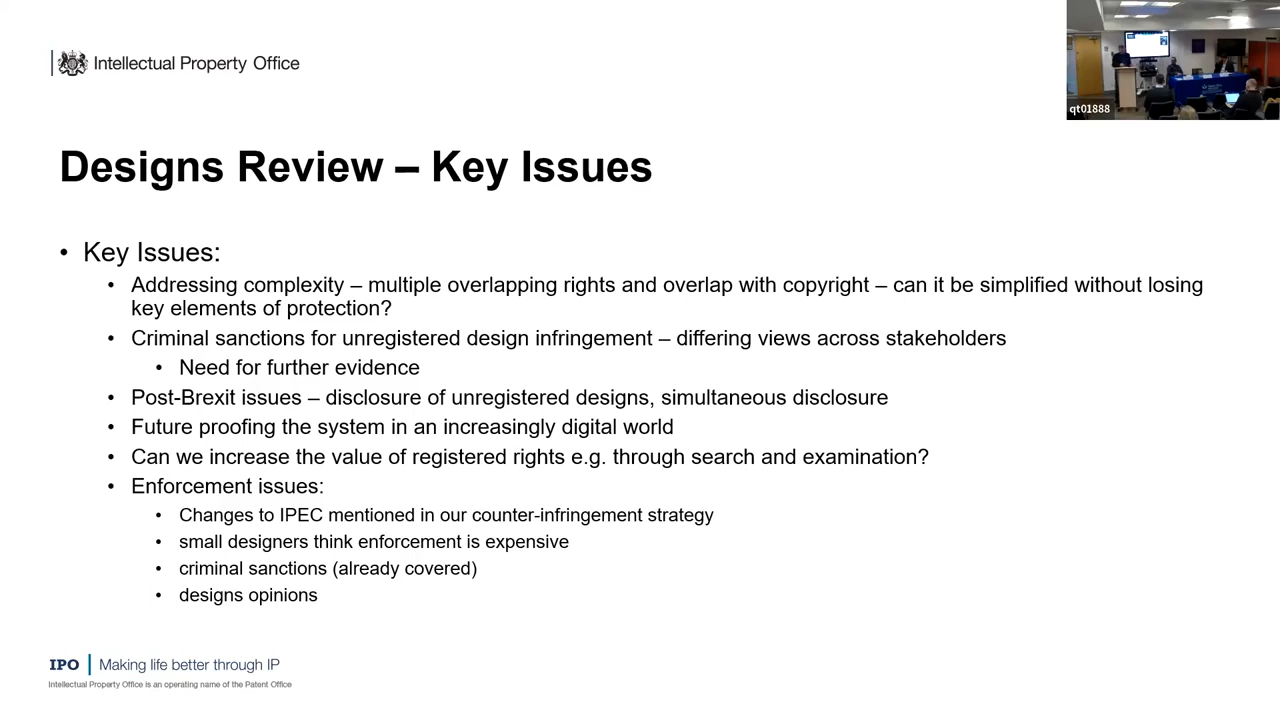 Intellectual Property Office
qt01888
Designs Review – Key Issues
• Key Issues:
• Addressing complexity – multiple overlapping rights and overlap with copyright – can it be simplified without losing
key elements of protection?
• Criminal sanctions for unregistered design infringement – differing views across stakeholders
• Need for further evidence
• Post-Brexit issues – disclosure of unregistered designs, simultaneous disclosure
• Future proofing the system in an increasingly digital world
• Can we increase the value of registered rights e.g. through search and examination?
• Enforcement issues:
• Changes to IPEC mentioned in our counter-infringement strategy
• small designers think enforcement is expensive
• criminal sanctions (already covered)
• designs opinions
IPO | Making life better through IP
Intellectual Property Office is an operating name of the Patent Office